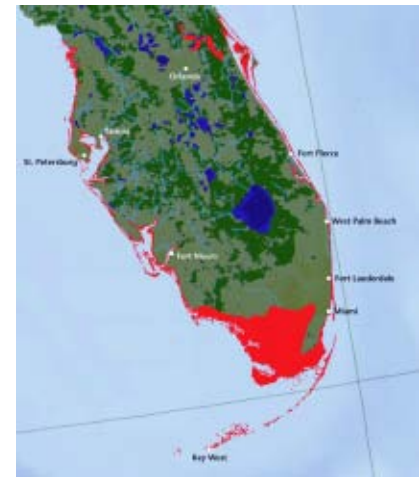 Orlando
Tampa
St. Petersburg
Fort Pierce
West Palm Beach
Fort Myers
Fort Lauderdale
Miami
Key West